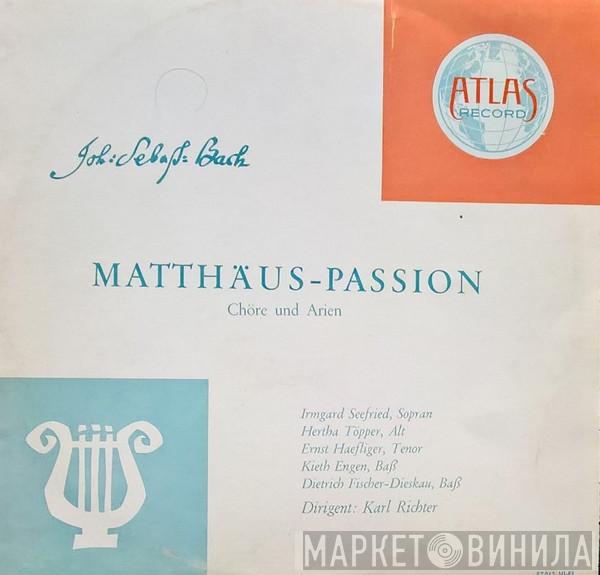 ATLAS
RECORD
Joh: Sebaſt: Bach
MATTHÄUS-PASSION
Chöre und Arien
Irmgard Seefried, Sopran
Hertha Töpper, Alt
Ernst Haefliger, Tenor
Kieth Engen, Baß
Dietrich Fischer-Dieskau, Baß
Dirigent: Karl Richter
МАРКЕТ ВИНИЛА